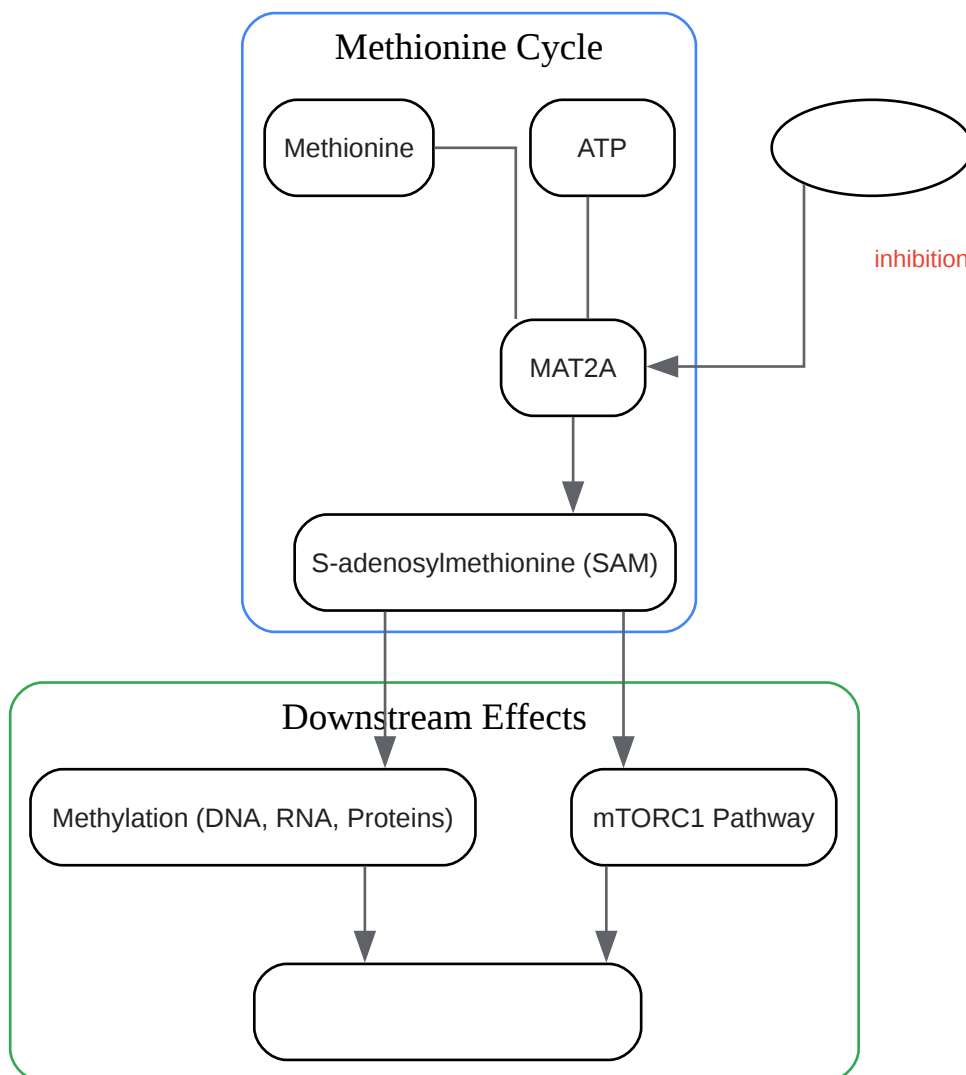 Methionine Cycle
Methionine
ATP
inhibition
MAT2A
S-adenosylmethionine (SAM)
Downstream Effects
Methylation (DNA, RNA, Proteins)
mTORC1 Pathway